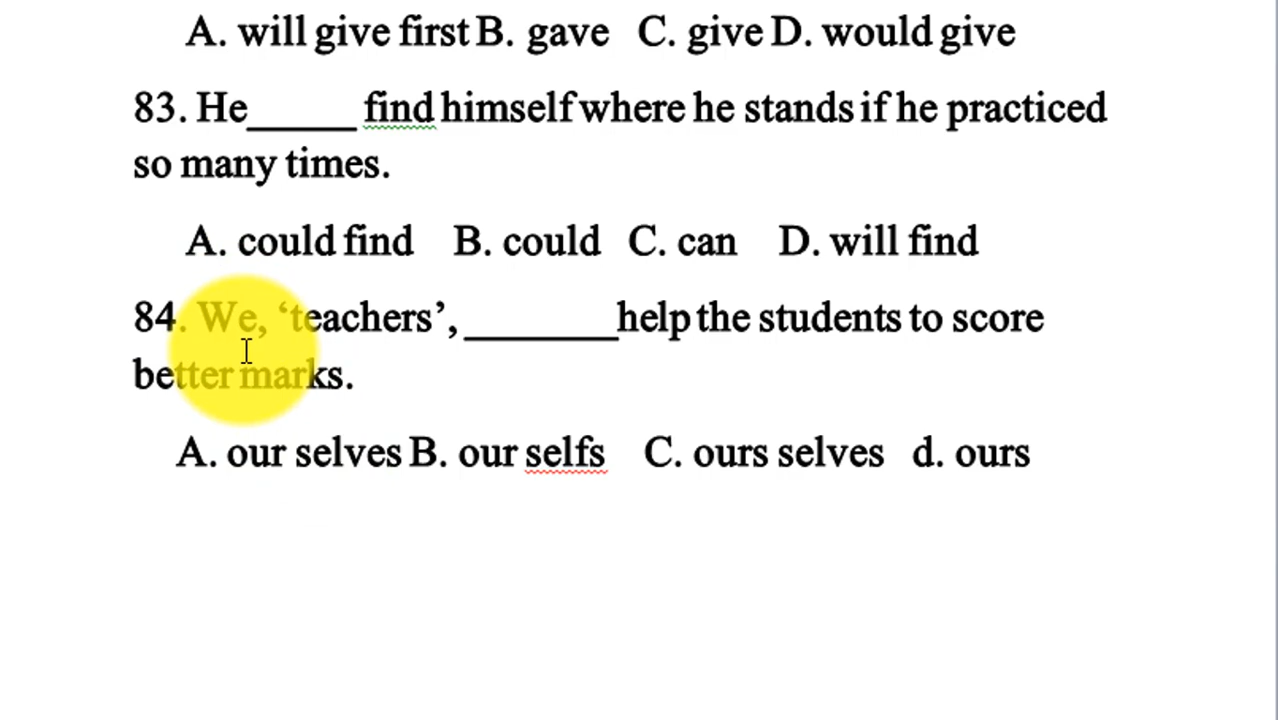 A. will give first B. gave C. give D. would give
83. He_____ find himself where he stands if he practiced
so many times.
A. could find B. could C. can D. will find
84. We, ‘teachers’,_______help the students to score
better marks.
A. our selves B. our selfs C. ours selves d. ours